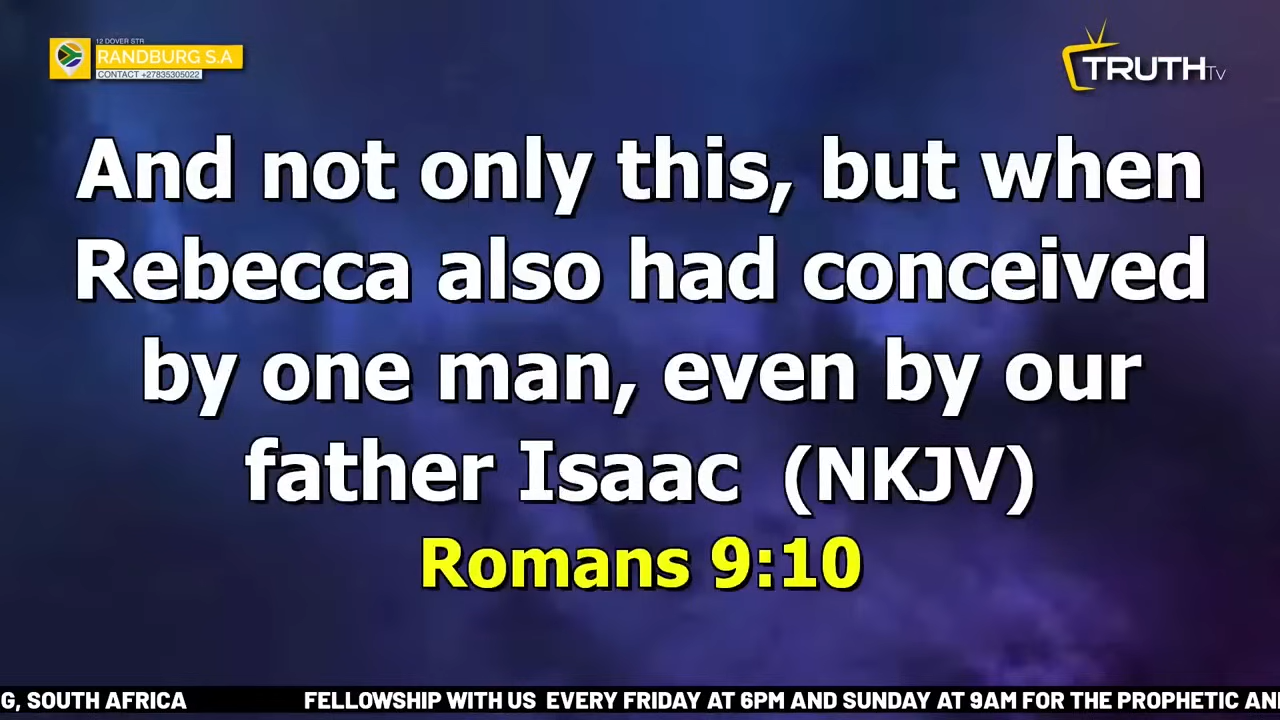 12 DOVER STR
RANDBURG S.A
CONTACT +27835305022
TRUTH TV
And not only this, but when
Rebecca also had conceived
by one man, even by our
father Isaac (NKJV)
Romans 9:10
G, SOUTH AFRICA FELLOWSHIP WITH US EVERY FRIDAY AT 6PM AND SUNDAY AT 9AM FOR THE PROPHETIC AN